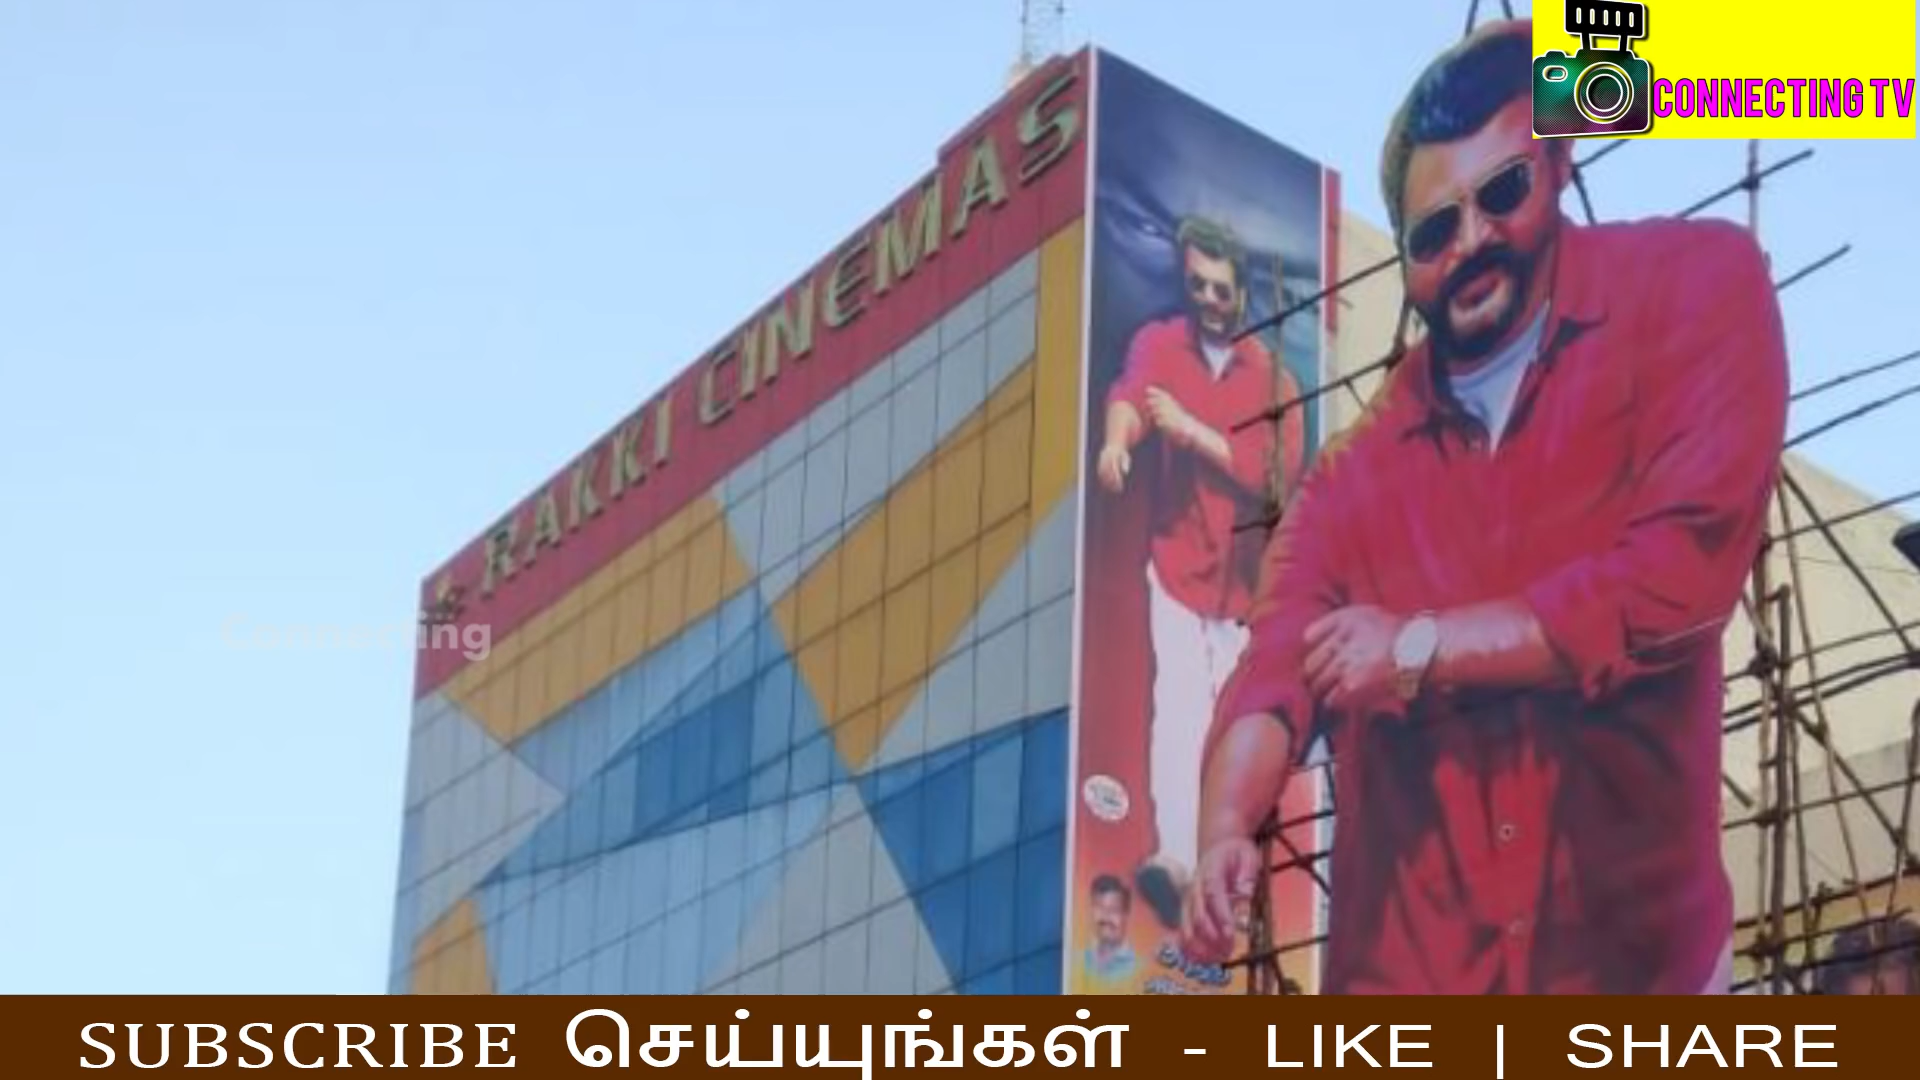 CONNECTING TV
RAKKI CINEMAS
Connecting
SUBSCRIBE செய்யுங்கள் - LIKE | SHARE